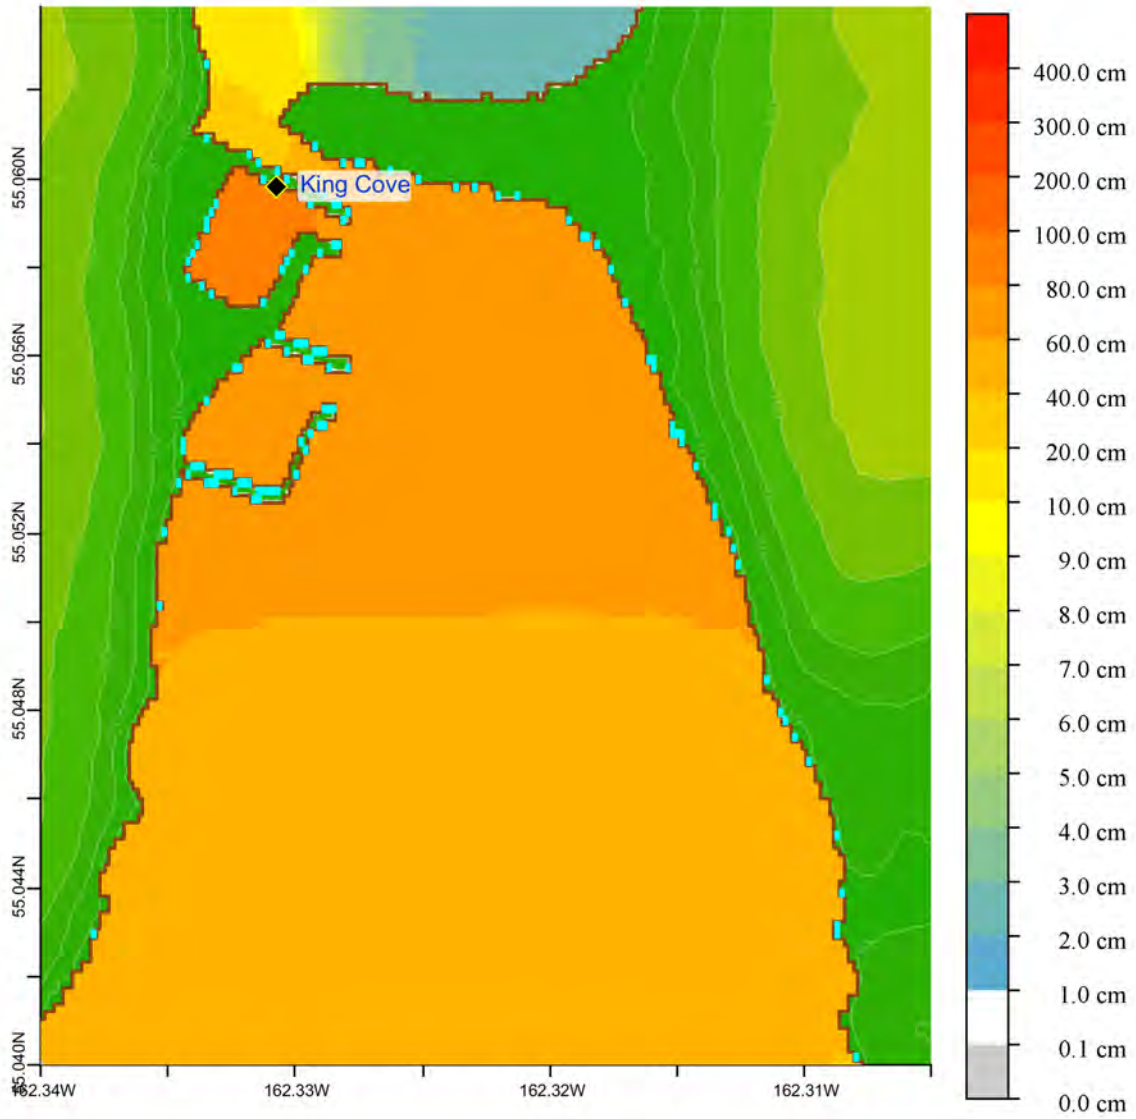 400.0 cm
300.0 cm
200.0 cm
100.0 cm
80.0 cm
60.0 cm
40.0 cm
20.0 cm
10.0 cm
9.0 cm
8.0 cm
7.0 cm
6.0 cm
5.0 cm
4.0 cm
3.0 cm
2.0 cm
1.0 cm
0.1 cm
0.0 cm
King Cove
55.060N
55.056N
55.052N
55.048N
55.044N
55.040N
162.34W
162.33W
162.32W
162.31W